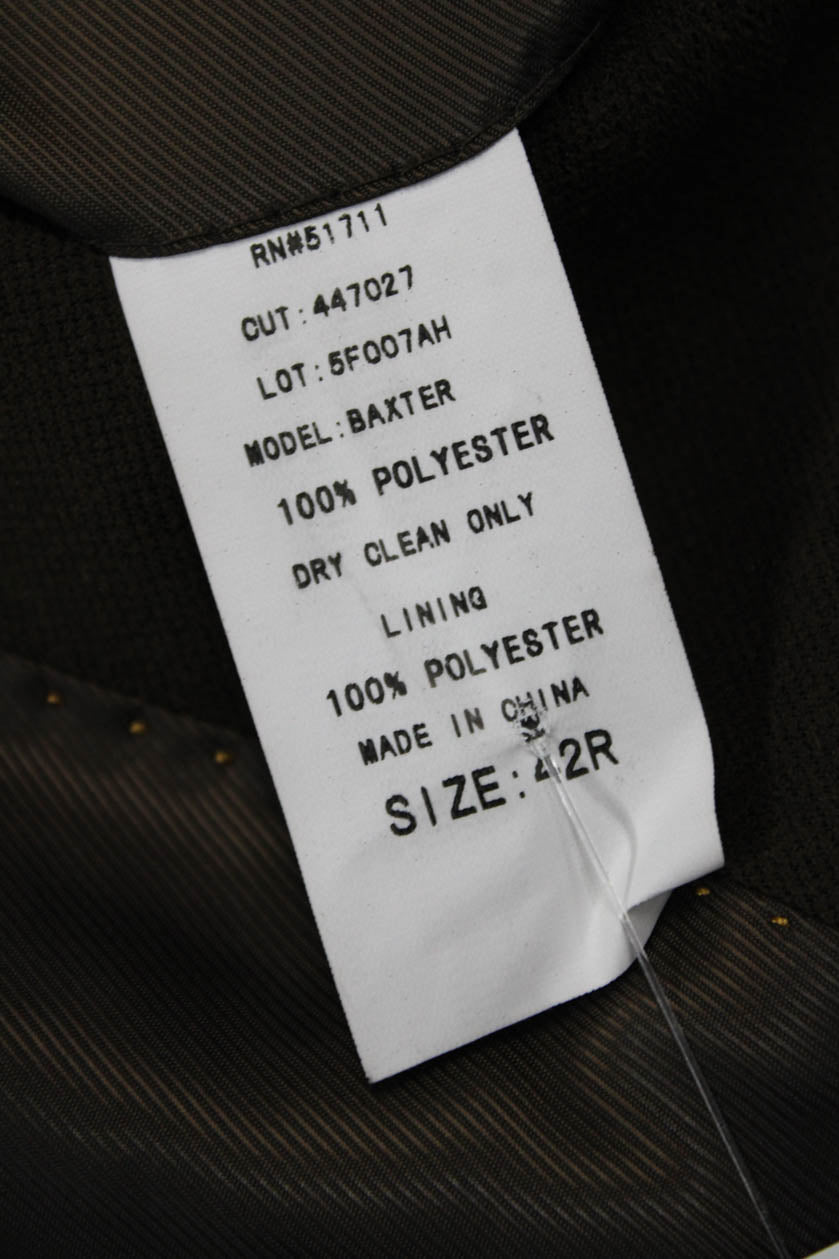 RN#51711
CUT:447027
LOT:5F007AH
MODEL:BAXTER
100% POLYESTER
DRY CLEAN ONLY
LINING
100% POLYESTER
MADE IN CHINA
SIZE:42R